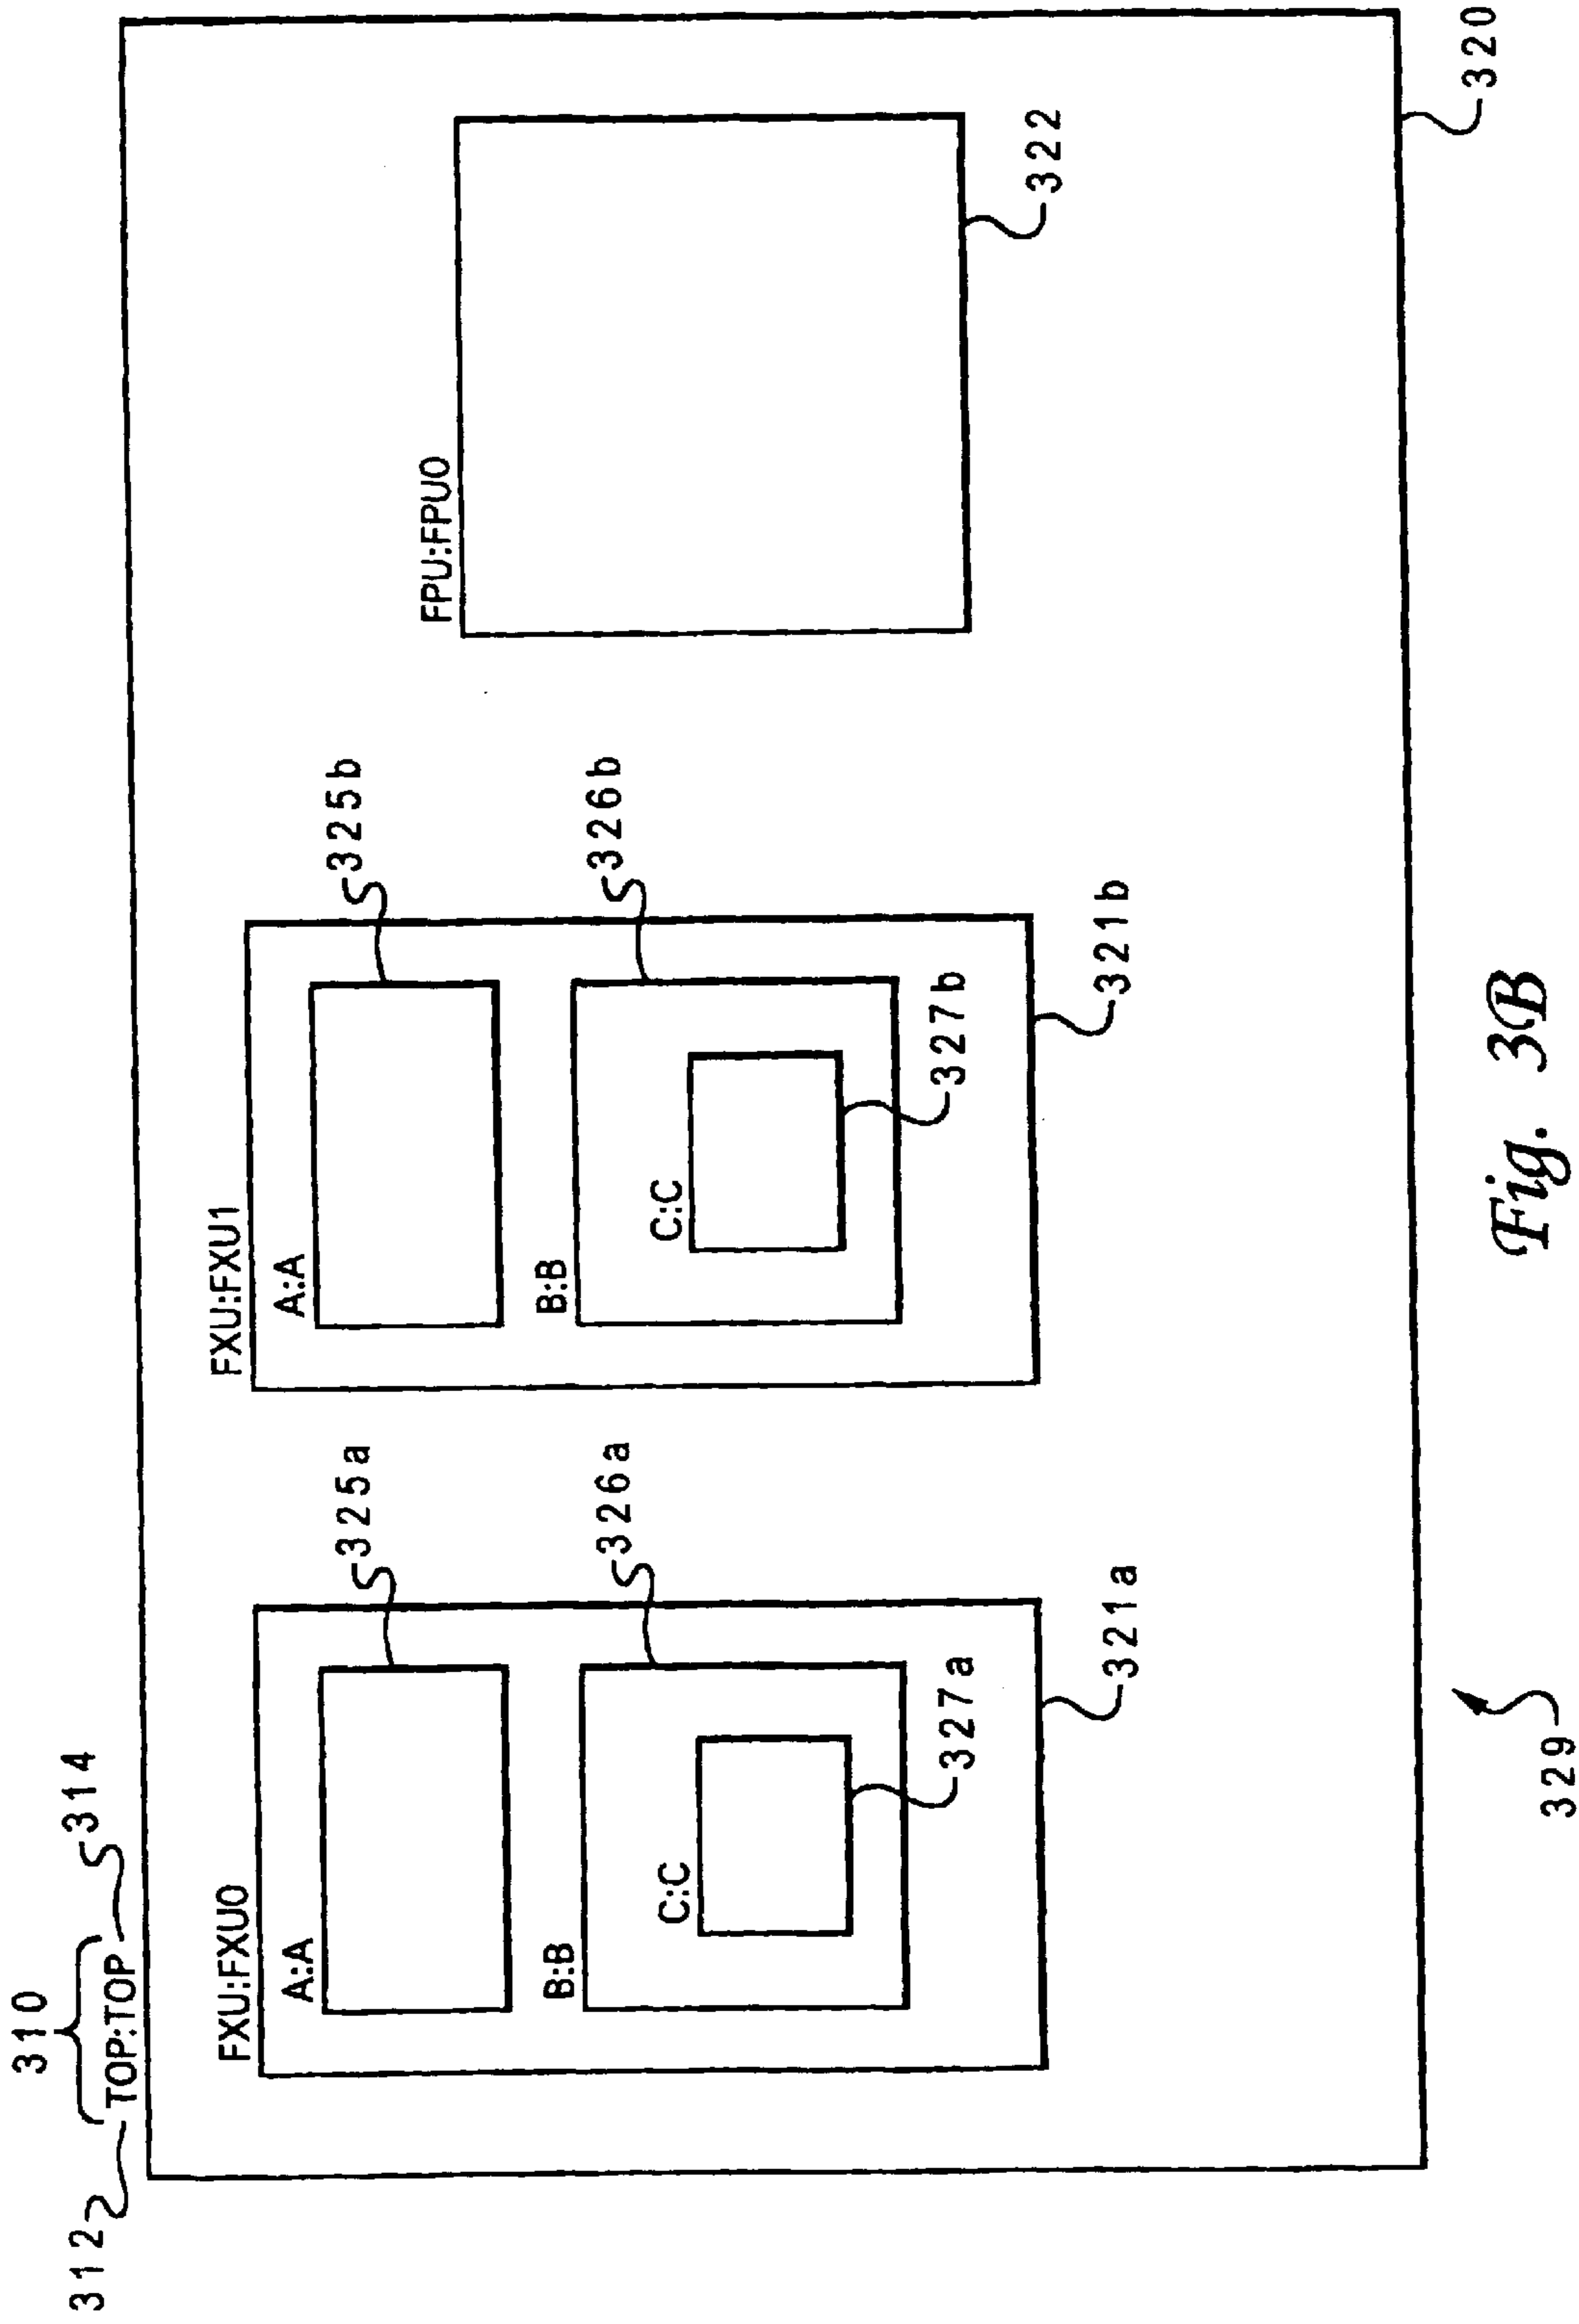 310
312 TOP:TOP 314
FXU:FXU0
A:A
325a
B:B
326a
C:C
327a
321a
FXU:FXU1
A:A
325b
B:B
326b
C:C
327b
321b
FPU:FPU0
322
320
329
Fig. 3B